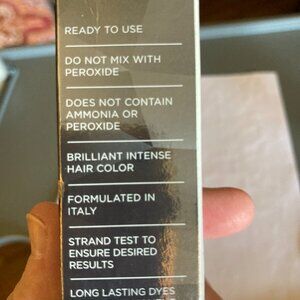 READY TO USE
DO NOT MIX WITH
PEROXIDE
DOES NOT CONTAIN
AMMONIA OR
PEROXIDE
BRILLIANT INTENSE
HAIR COLOR
FORMULATED IN
ITALY
STRAND TEST TO
ENSURE DESIRED
RESULTS
LONG LASTING DYES